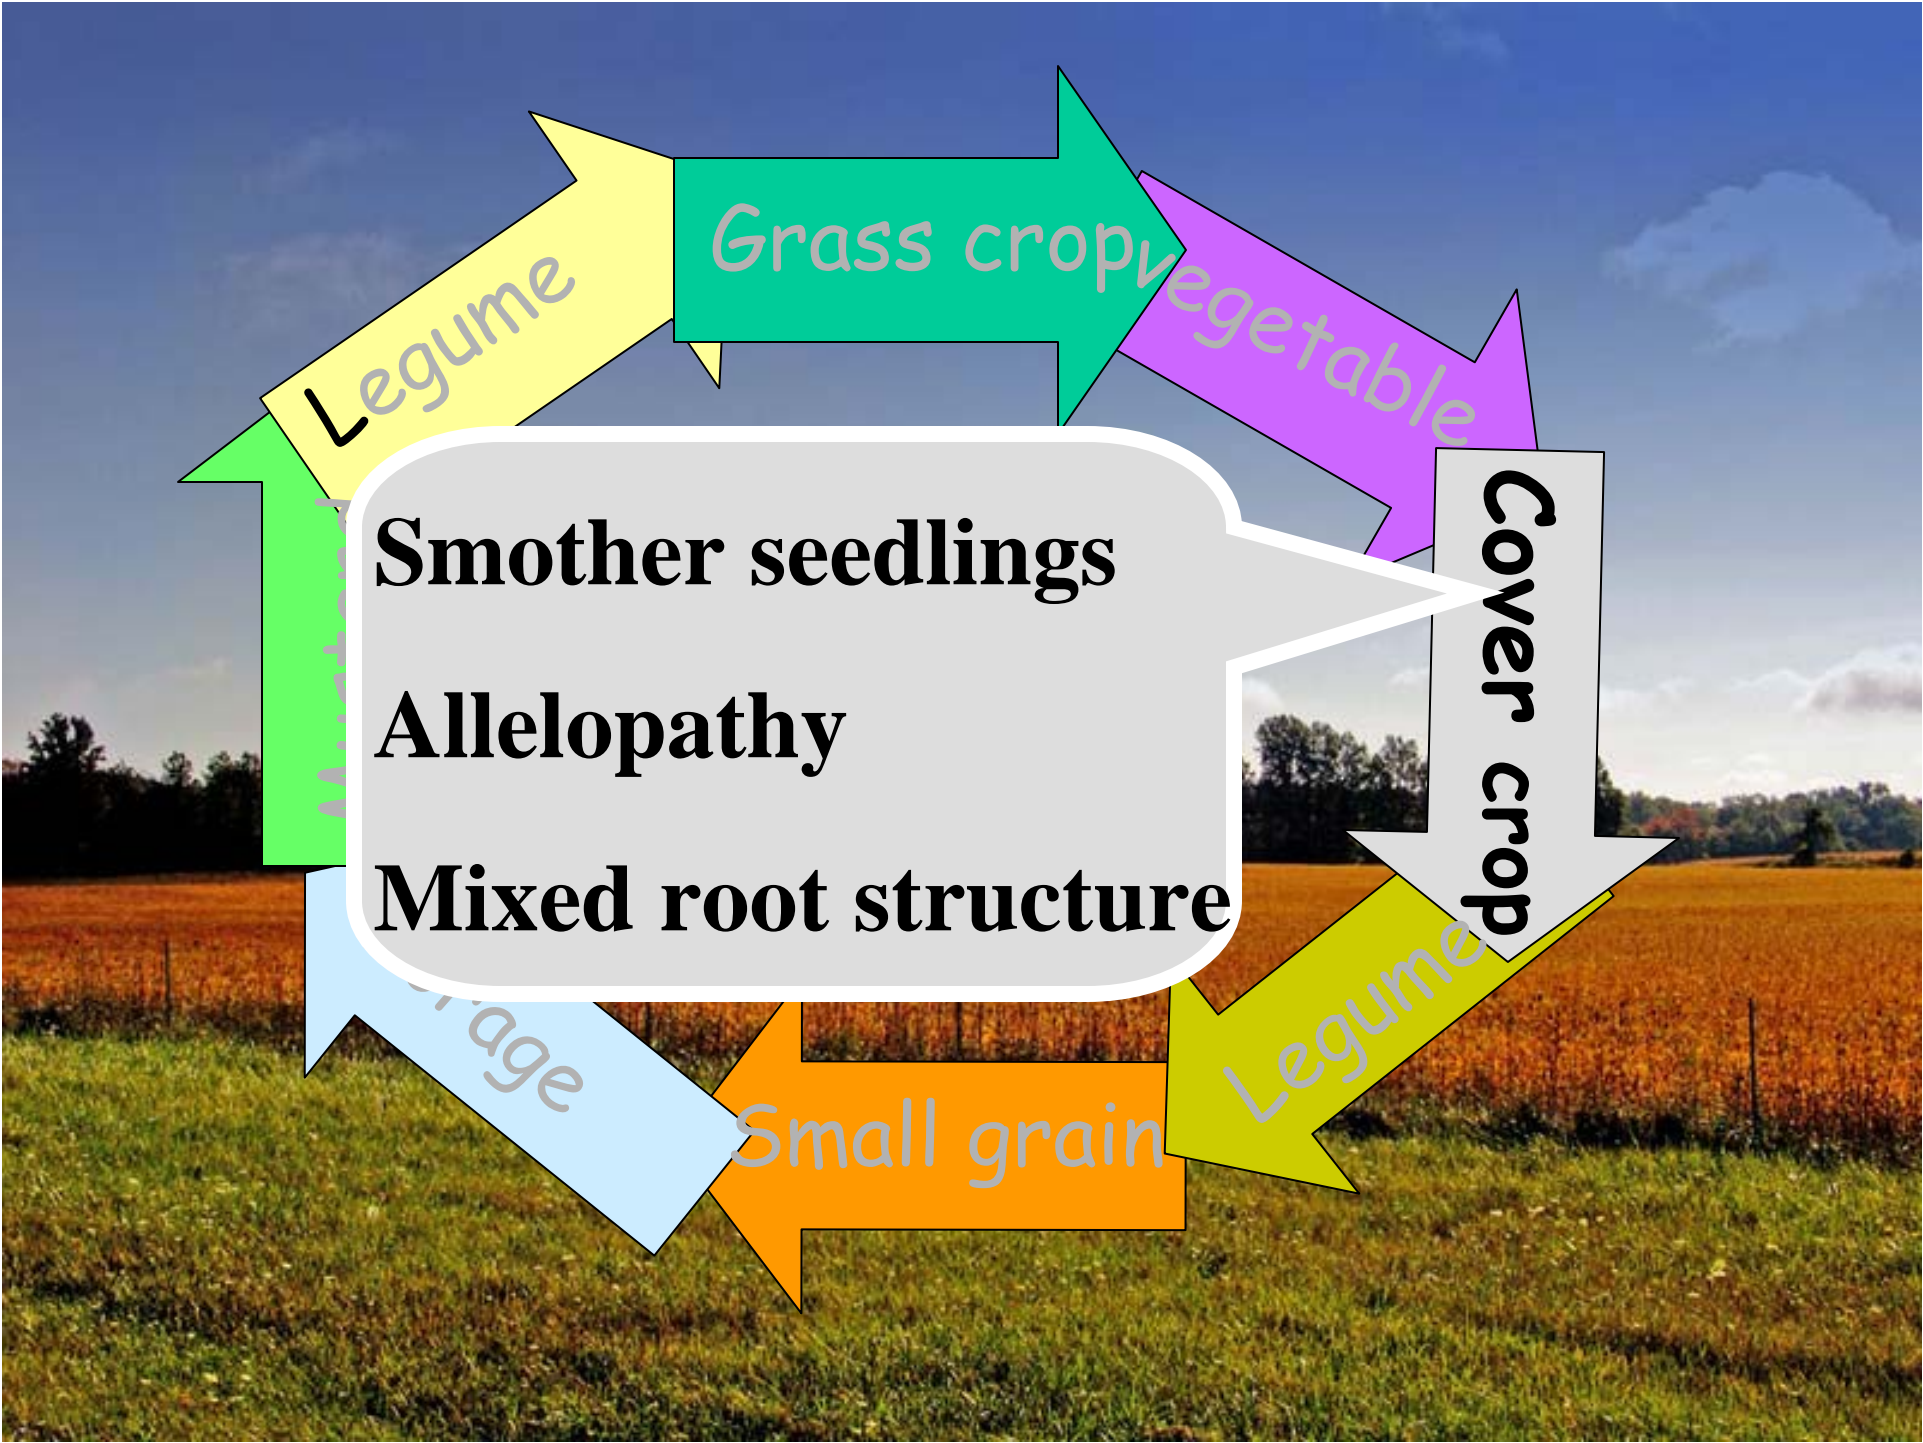 Legume
Grass crop
vegetable
Cover crop
Smother seedlings
Allelopathy
Mixed root structure
Legume
Small grain